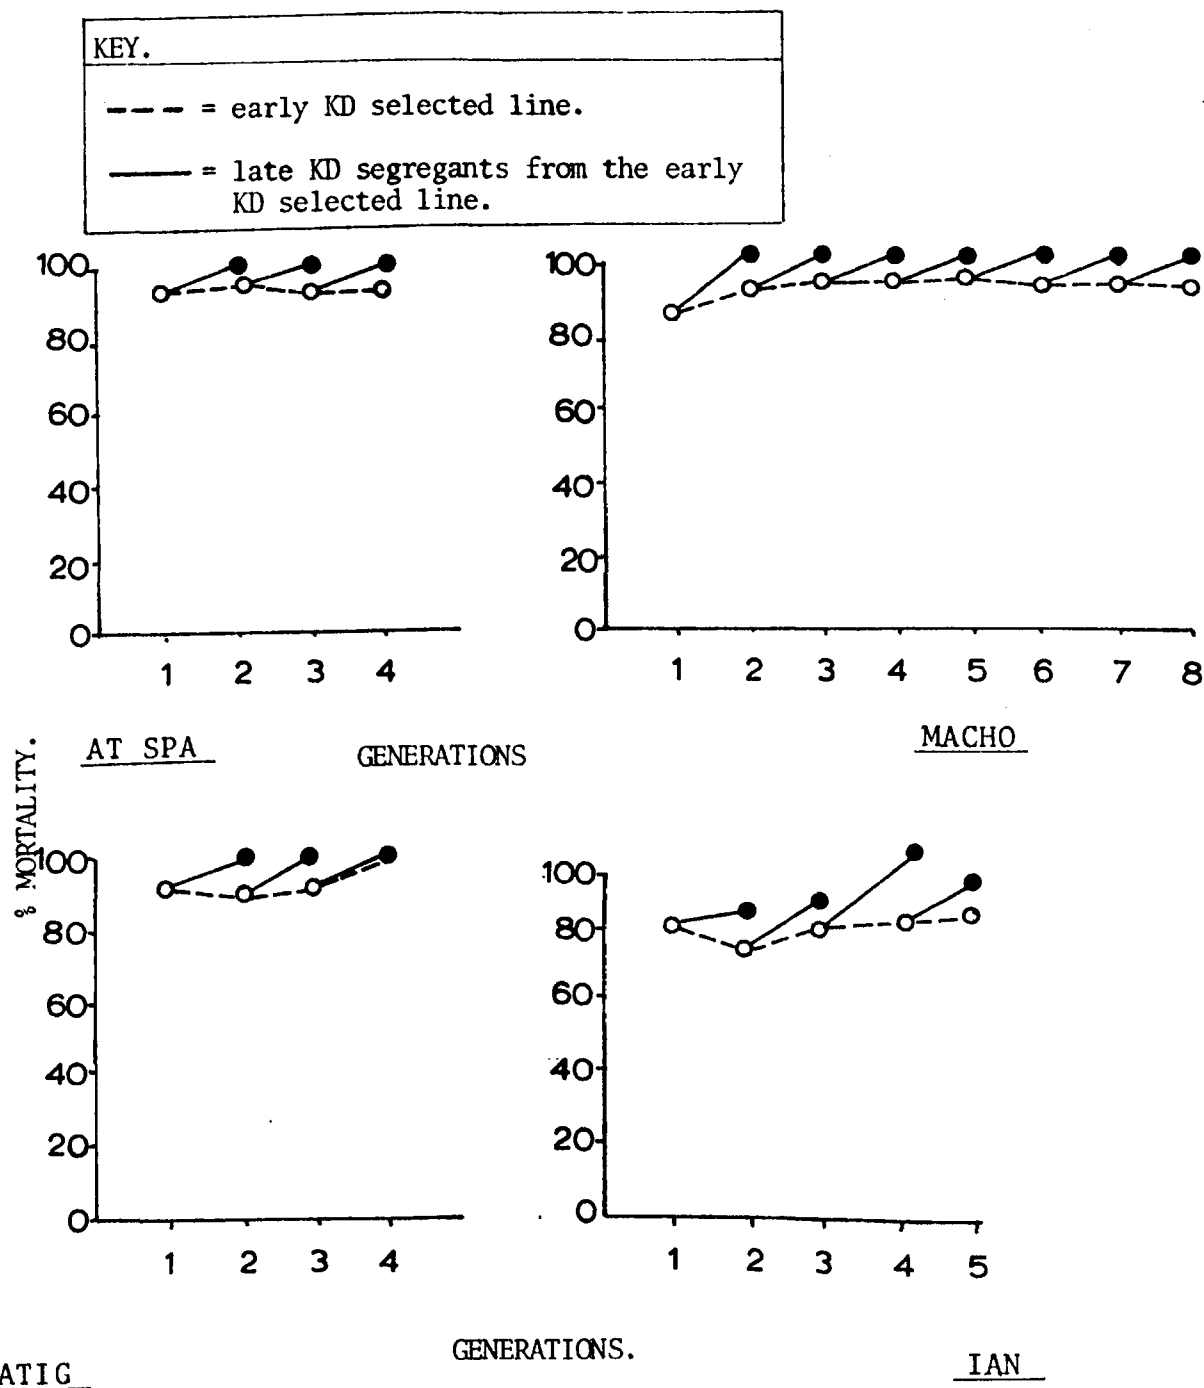 KEY.
= early KD selected line.
= late KD segregants from the early
KD selected line.
100
80
60
40
20
0
1 2 3 4
AT SPA
100
80
60
40
20
0
1 2 3 4 5 6 7 8
MACHO
GENERATIONS
% MORTALITY.
100
80
60
40
20
0
1 2 3 4
ATIG
100
80
60
40
20
0
1 2 3 4 5
IAN
GENERATIONS.